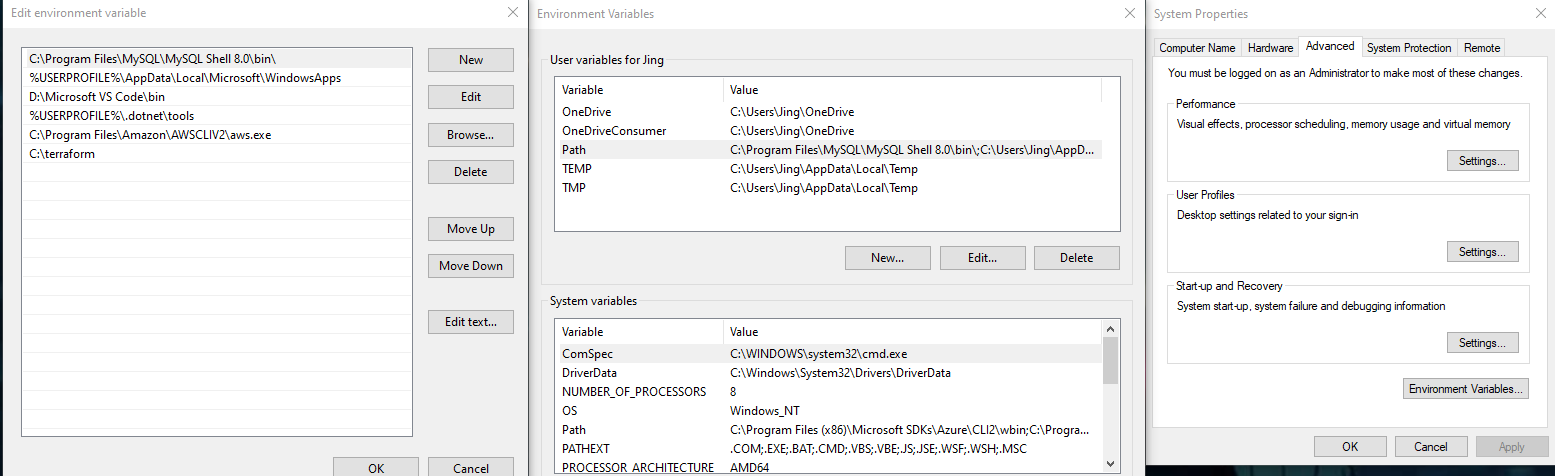 Edit environment variable
C:\Program Files\MySQL\MySQL Shell 8.0\bin\
%USERPROFILE%\AppData\Local\Microsoft\WindowsApps
D:\Microsoft VS Code\bin
%USERPROFILE%\.dotnet\tools
C:\Program Files\Amazon\AWSCLIV2\aws.exe
C:\terraform
New
Edit
Browse...
Delete
Move Up
Move Down
Edit text...
OK
Cancel
Environment Variables
User variables for Jing
Variable Value
OneDrive C:\Users\Jing\OneDrive
OneDriveConsumer C:\Users\Jing\OneDrive
Path C:\Program Files\MySQL\MySQL Shell 8.0\bin\;C:\Users\Jing\AppD...
TEMP C:\Users\Jing\AppData\Local\Temp
TMP C:\Users\Jing\AppData\Local\Temp
New... Edit... Delete
System variables
Variable Value
ComSpec C:\WINDOWS\system32\cmd.exe
DriverData C:\Windows\System32\Drivers\DriverData
NUMBER_OF_PROCESSORS 8
OS Windows_NT
Path C:\Program Files (x86)\Microsoft SDKs\Azure\CLI2\wbin;C:\Progra...
PATHEXT .COM;.EXE;.BAT;.CMD;.VBS;.VBE;.JS;.JSE;.WSF;.WSH;.MSC
PROCESSOR_ARCHITECTURE AMD64
System Properties
Computer Name Hardware Advanced System Protection Remote
You must be logged on as an Administrator to make most of these changes.
Performance
Visual effects, processor scheduling, memory usage and virtual memory
Settings...
User Profiles
Desktop settings related to your sign-in
Settings...
Start-up and Recovery
System start-up, system failure and debugging information
Settings...
Environment Variables...
OK Cancel Apply